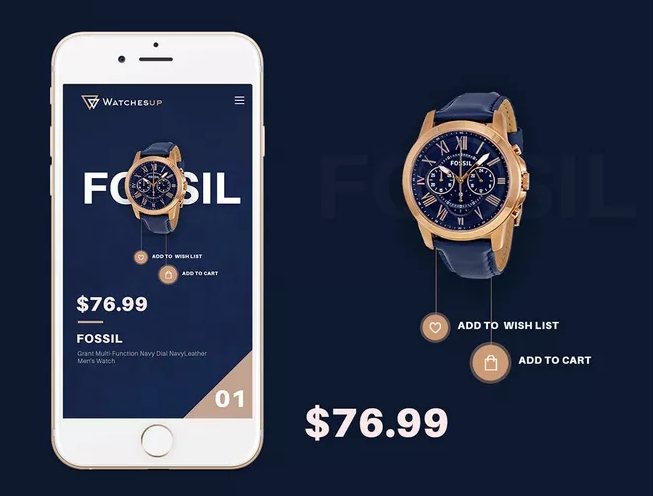 WATCHESUP
FOSSIL
FOSSIL
ADD TO WISH LIST
ADD TO CART
$76.99
FOSSIL
Grant Multi-Function Navy Dial NavyLeather
Men's Watch
01
FOSSIL
FOSSIL
ADD TO WISH LIST
ADD TO CART
$76.99